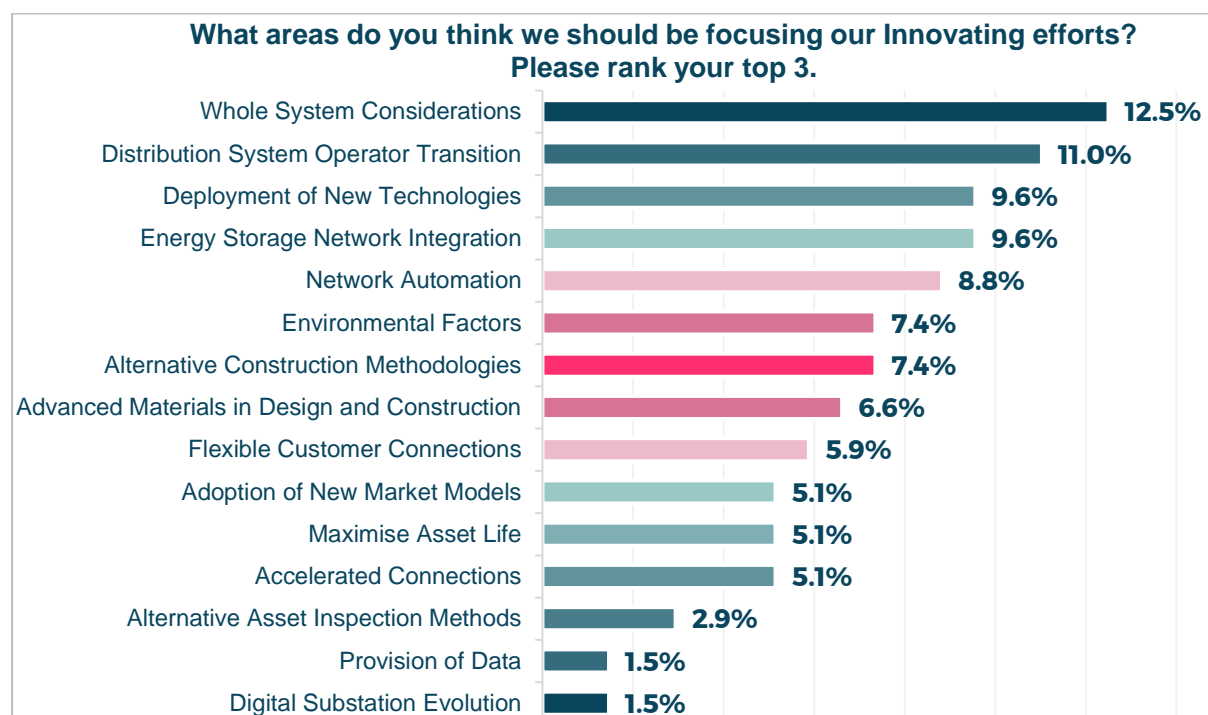 What areas do you think we should be focusing our Innovating efforts?
Please rank your top 3.
Whole System Considerations 12.5%
Distribution System Operator Transition 11.0%
Deployment of New Technologies 9.6%
Energy Storage Network Integration 9.6%
Network Automation 8.8%
Environmental Factors 7.4%
Alternative Construction Methodologies 7.4%
Advanced Materials in Design and Construction 6.6%
Flexible Customer Connections 5.9%
Adoption of New Market Models 5.1%
Maximise Asset Life 5.1%
Accelerated Connections 5.1%
Alternative Asset Inspection Methods 2.9%
Provision of Data 1.5%
Digital Substation Evolution 1.5%